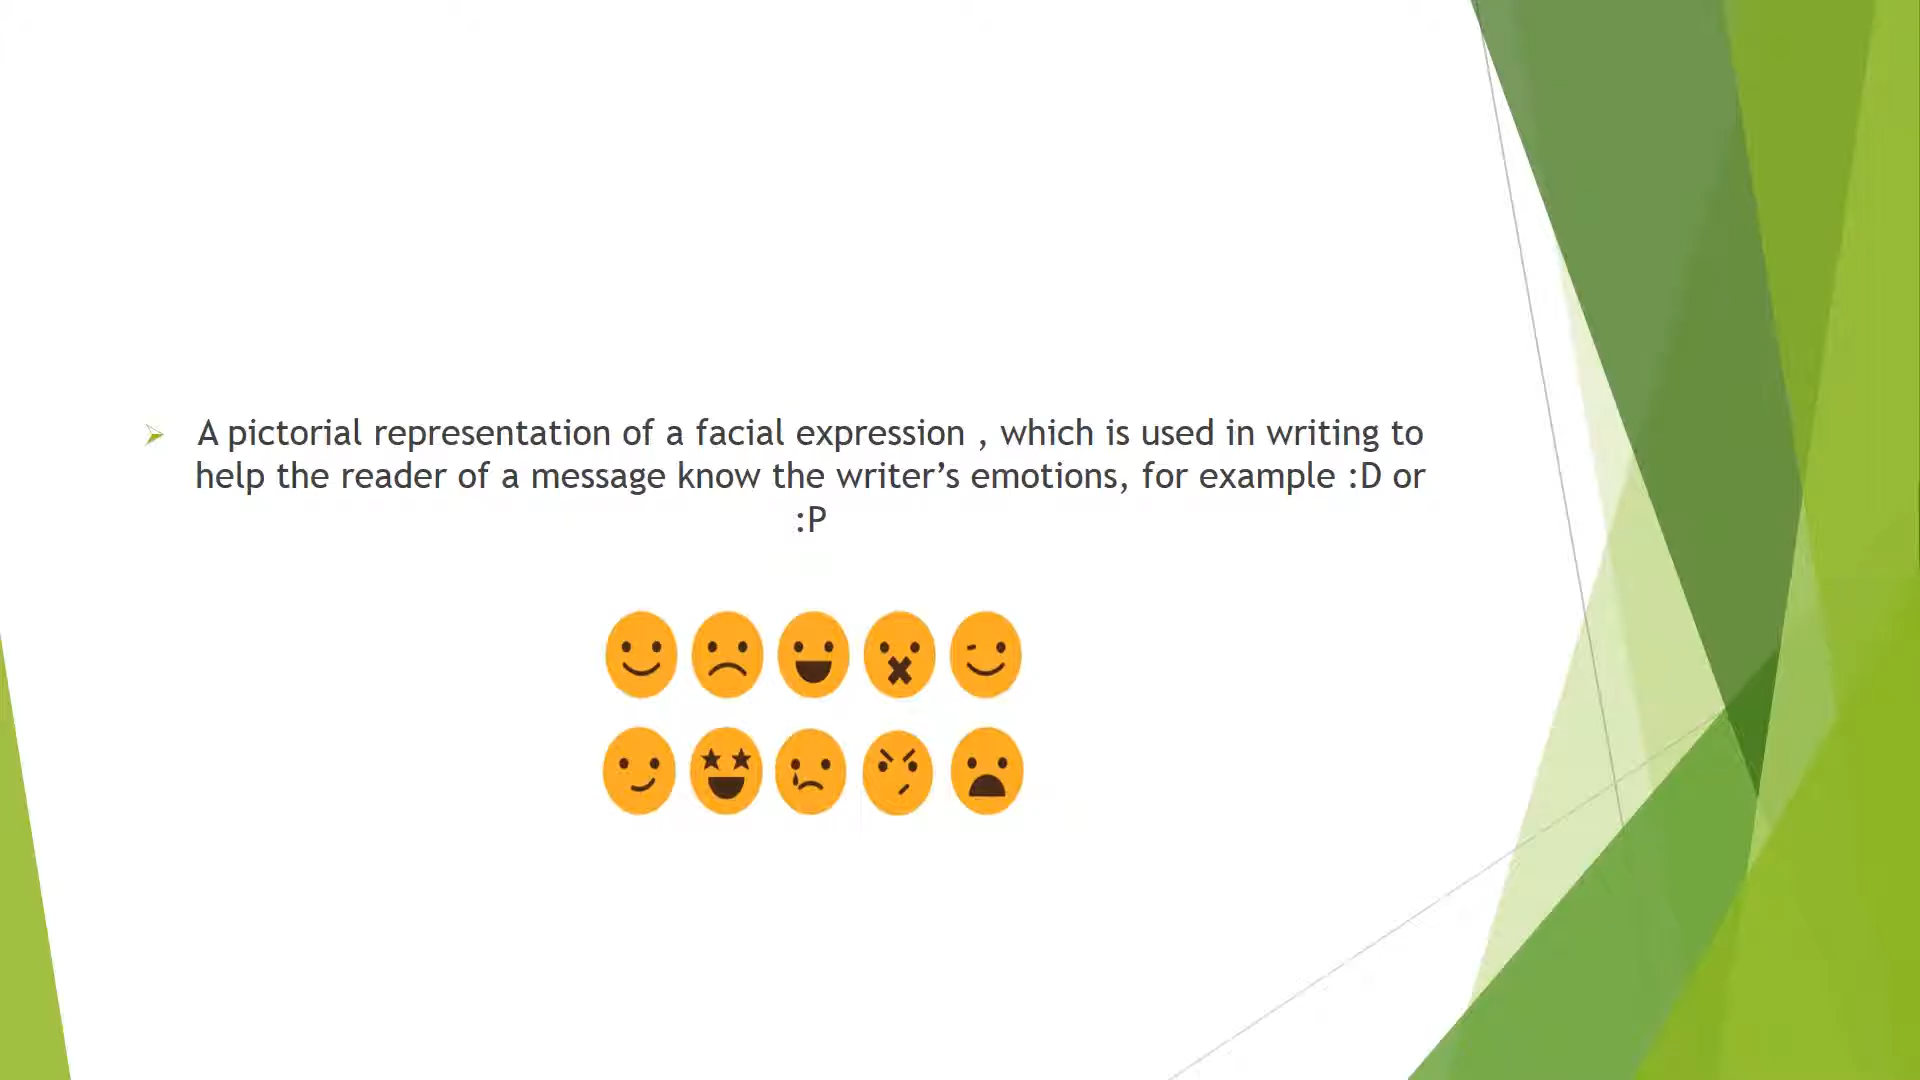 A pictorial representation of a facial expression , which is used in writing to
help the reader of a message know the writer’s emotions, for example :D or
:P